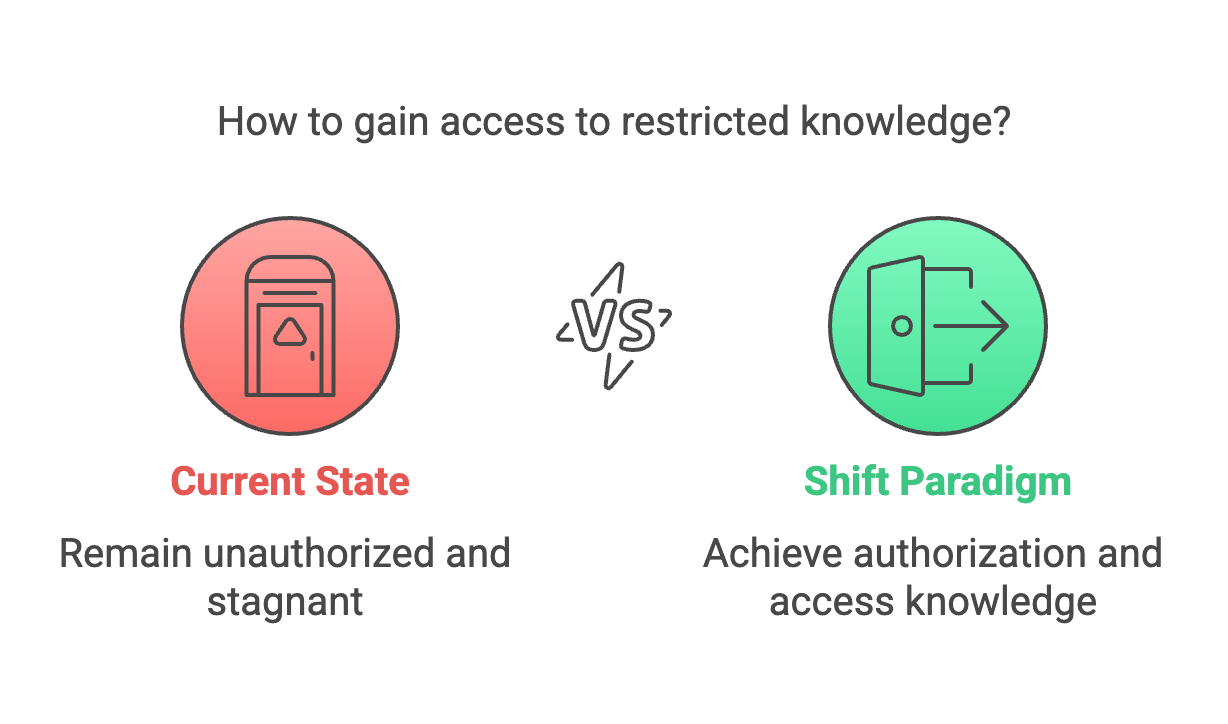 How to gain access to restricted knowledge?
VS
Current State
Shift Paradigm
Remain unauthorized and
stagnant
Achieve authorization and
access knowledge